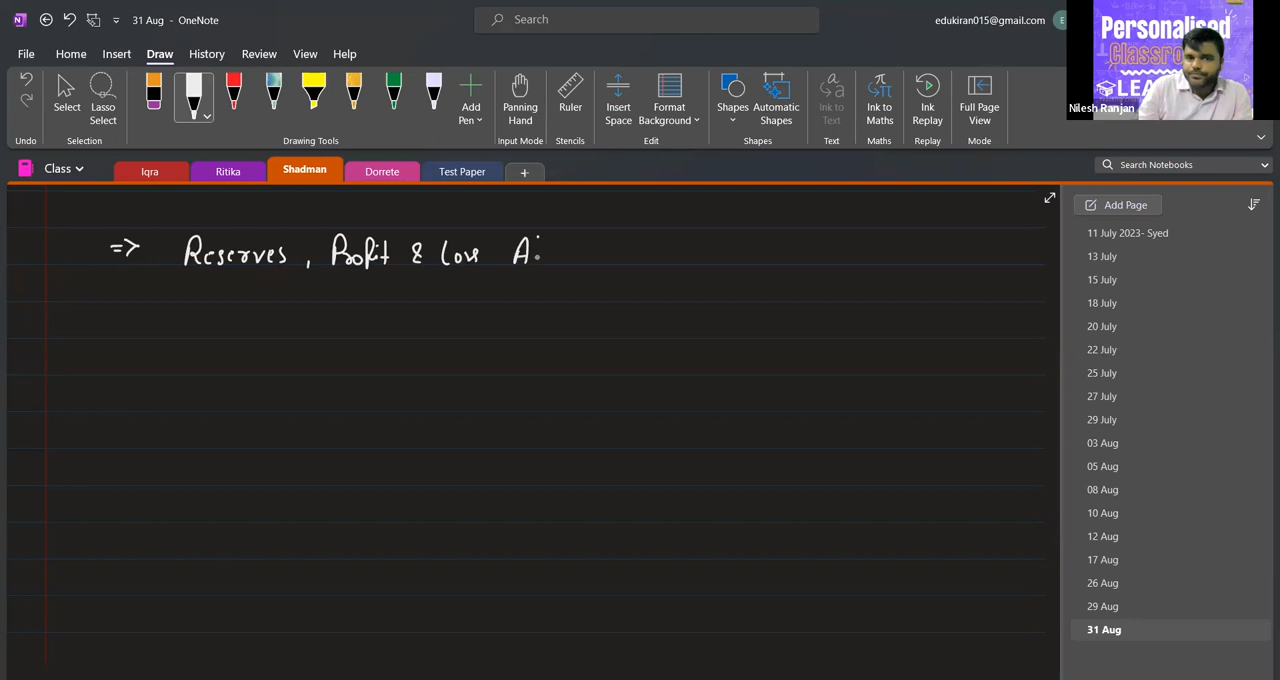 31 Aug - OneNote
Search
edukiran015@gmail.com
E
File Home Insert Draw History Review View Help
Undo
Select
Lasso Select
Add Pen
Panning Hand
Ruler
Insert Space
Format Background
Shapes
Automatic Shapes
Ink to Text
Ink to Maths
Ink Replay
Full Page View
Undo Selection Drawing Tools Input Mode Stencils Edit Shapes Text Maths Replay Mode
Personalised
LEA
Nilesh Ranjan
Class
Iqra
Ritika
Shadman
Dorrete
Test Paper
+
Search Notebooks
Add Page
=> Reserves, Profit & Loss A
11 July 2023- Syed
13 July
15 July
18 July
20 July
22 July
25 July
27 July
29 July
03 Aug
05 Aug
08 Aug
10 Aug
12 Aug
17 Aug
26 Aug
29 Aug
31 Aug